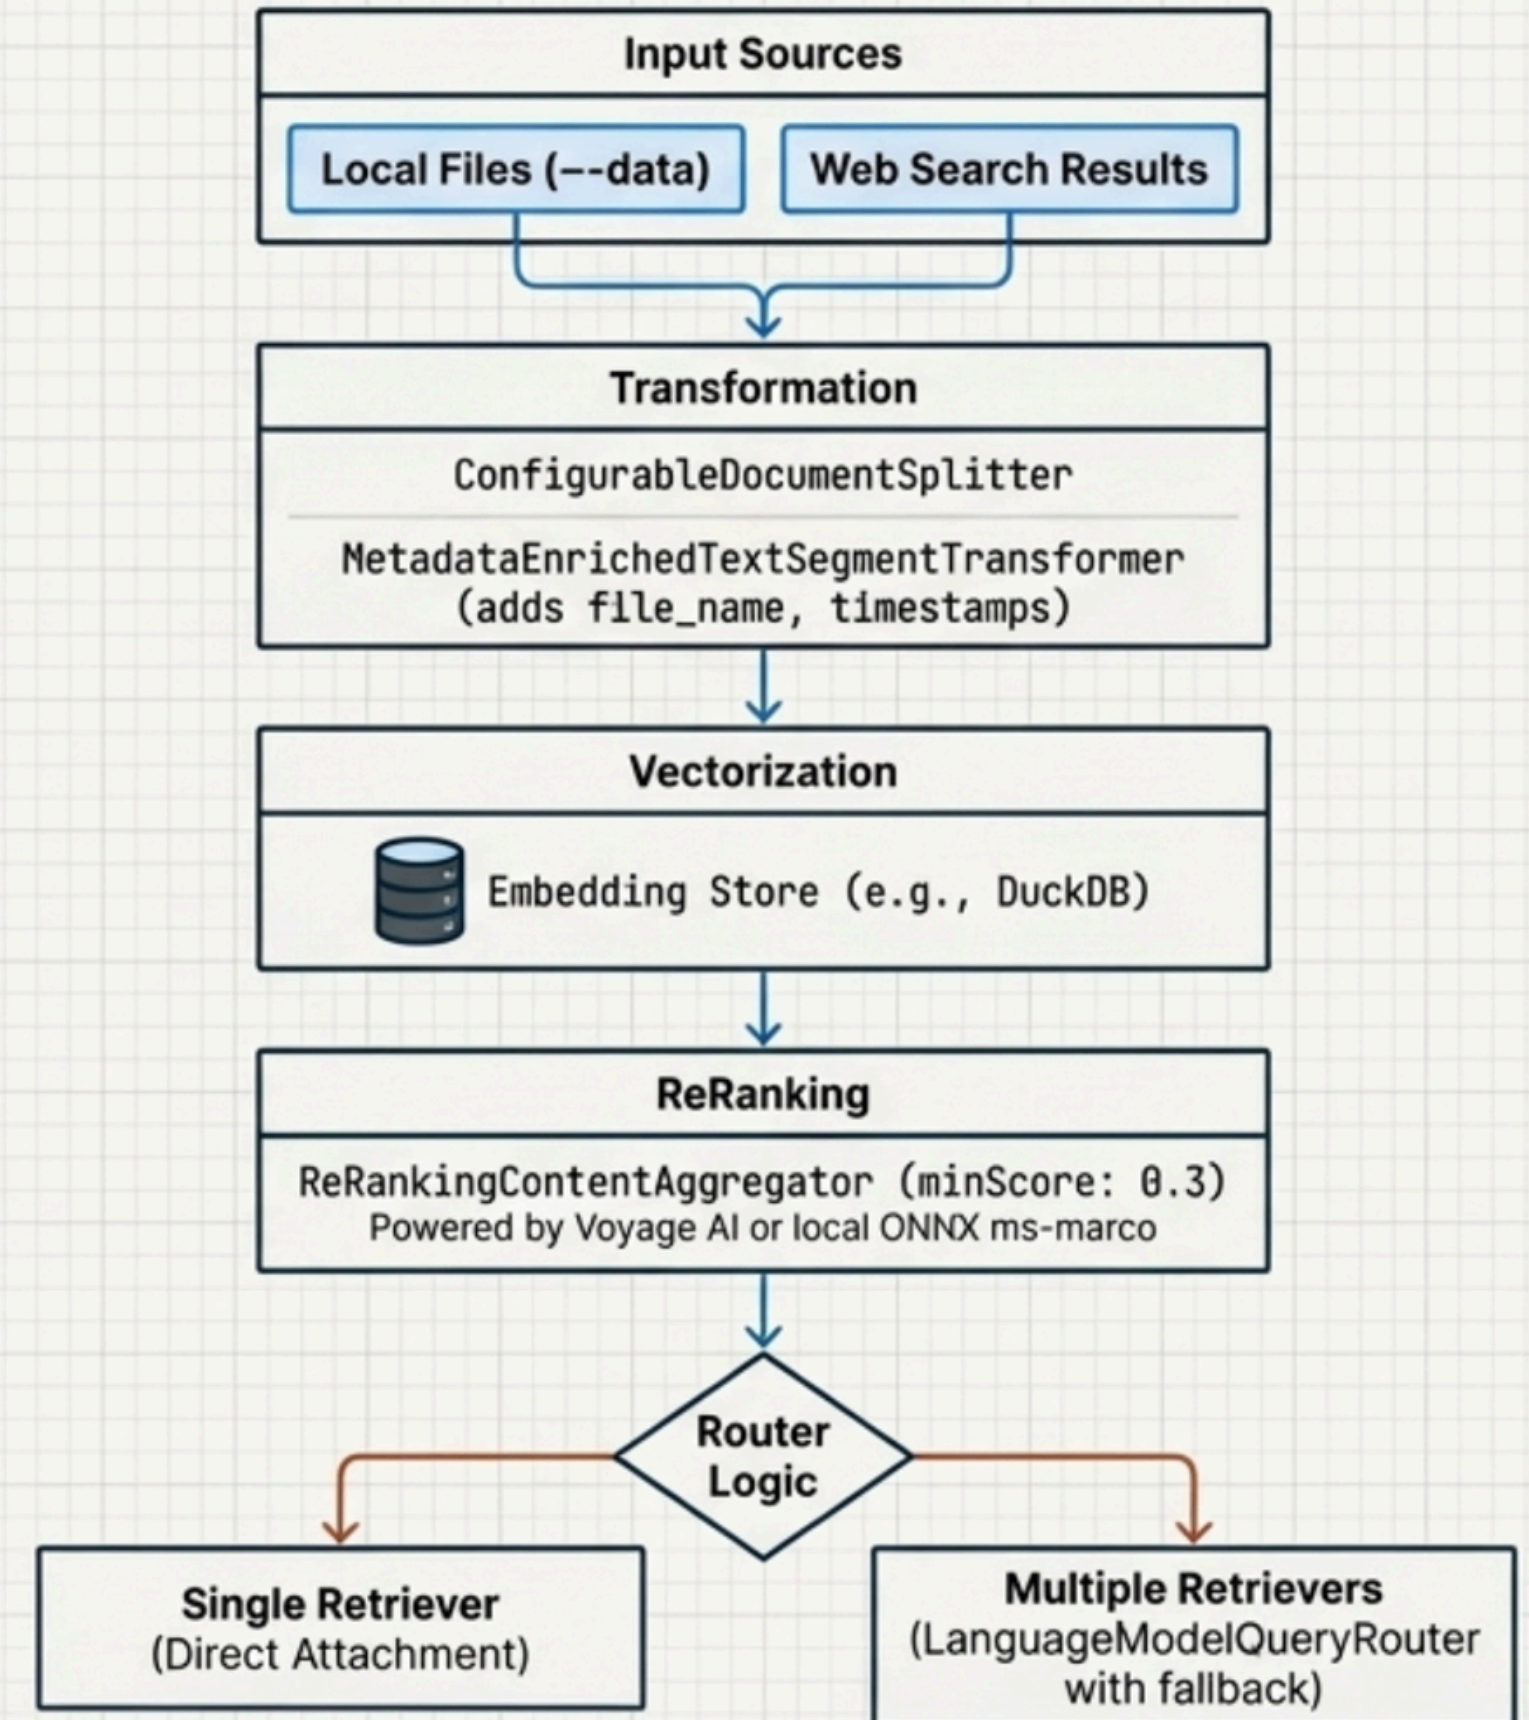 Input Sources
Local Files (--data)
Web Search Results
Transformation
ConfigurableDocumentSplitter
MetadataEnrichedTextSegmentTransformer
(adds file_name, timestamps)
Vectorization
Embedding Store (e.g., DuckDB)
ReRanking
ReRankingContentAggregator (minScore: 0.3)
Powered by Voyage AI or local ONNX ms-marco
Router
Logic
Single Retriever
(Direct Attachment)
Multiple Retrievers
(LanguageModelQueryRouter
with fallback)